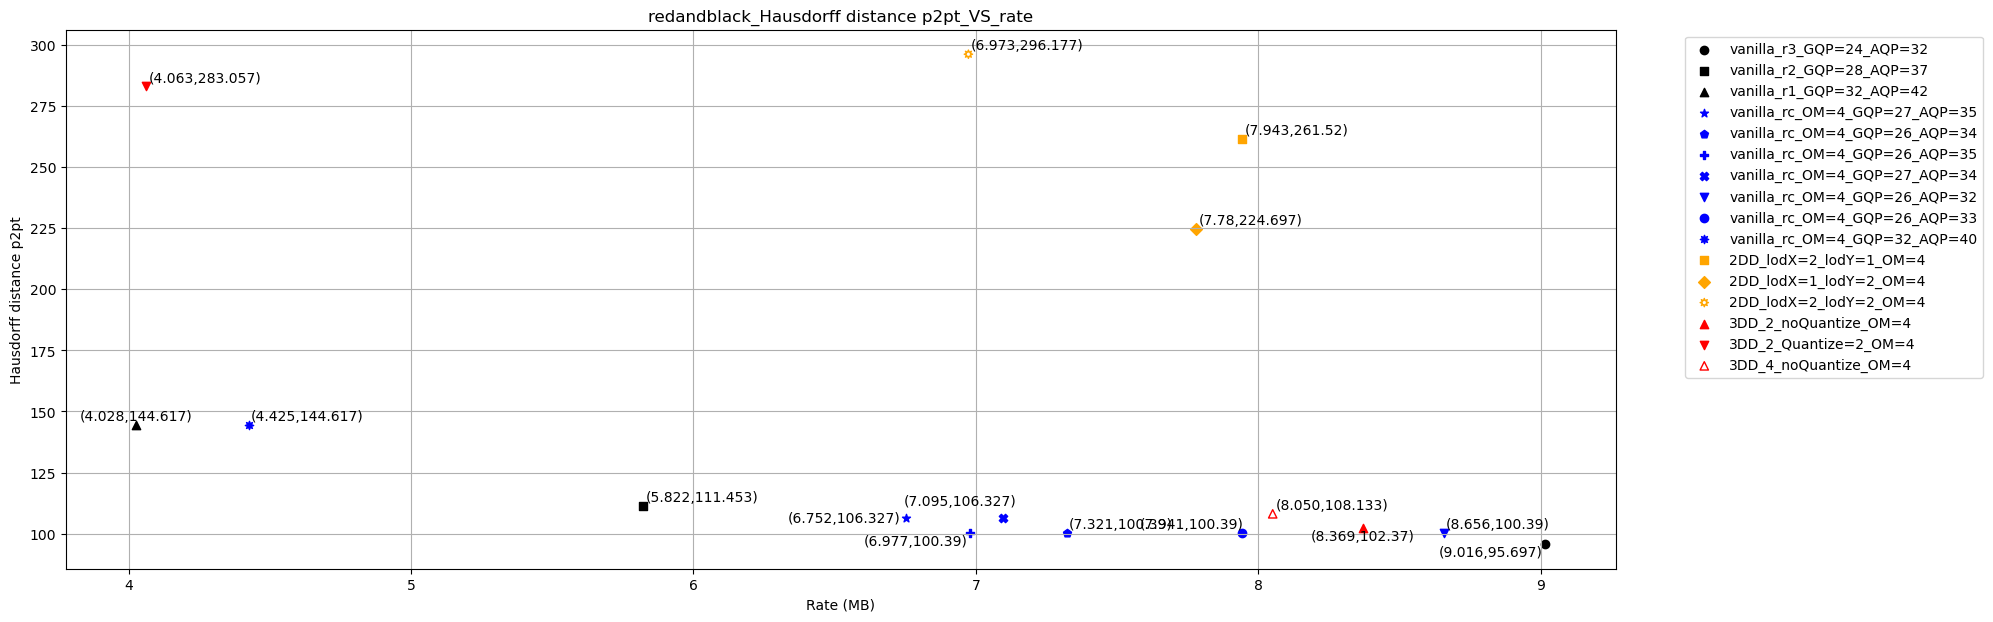 redandblack_Hausdorff distance p2pt_VS_rate
Hausdorff distance p2pt
300
275
250
225
200
175
150
125
100
(6.973,296.177)
(4.063,283.057)
(7.943,261.52)
(7.78,224.697)
(4.028,144.617)
(4.425,144.617)
(5.822,111.453)
(7.095,106.327)
(8.050,108.133)
(6.752,106.327)
(7.321,100.39)
(7.941,100.39)
(8.656,100.39)
(6.977,100.39)
(8.369,102.37)
(9.016,95.697)
4
5
6
7
8
9
Rate (MB)
vanilla_r3_GQP=24_AQP=32
vanilla_r2_GQP=28_AQP=37
vanilla_r1_GQP=32_AQP=42
vanilla_rc_OM=4_GQP=27_AQP=35
vanilla_rc_OM=4_GQP=26_AQP=34
vanilla_rc_OM=4_GQP=26_AQP=35
vanilla_rc_OM=4_GQP=27_AQP=34
vanilla_rc_OM=4_GQP=26_AQP=32
vanilla_rc_OM=4_GQP=26_AQP=33
vanilla_rc_OM=4_GQP=32_AQP=40
2DD_lodX=2_lodY=1_OM=4
2DD_lodX=1_lodY=2_OM=4
2DD_lodX=2_lodY=2_OM=4
3DD_2_noQuantize_OM=4
3DD_2_Quantize=2_OM=4
3DD_4_noQuantize_OM=4